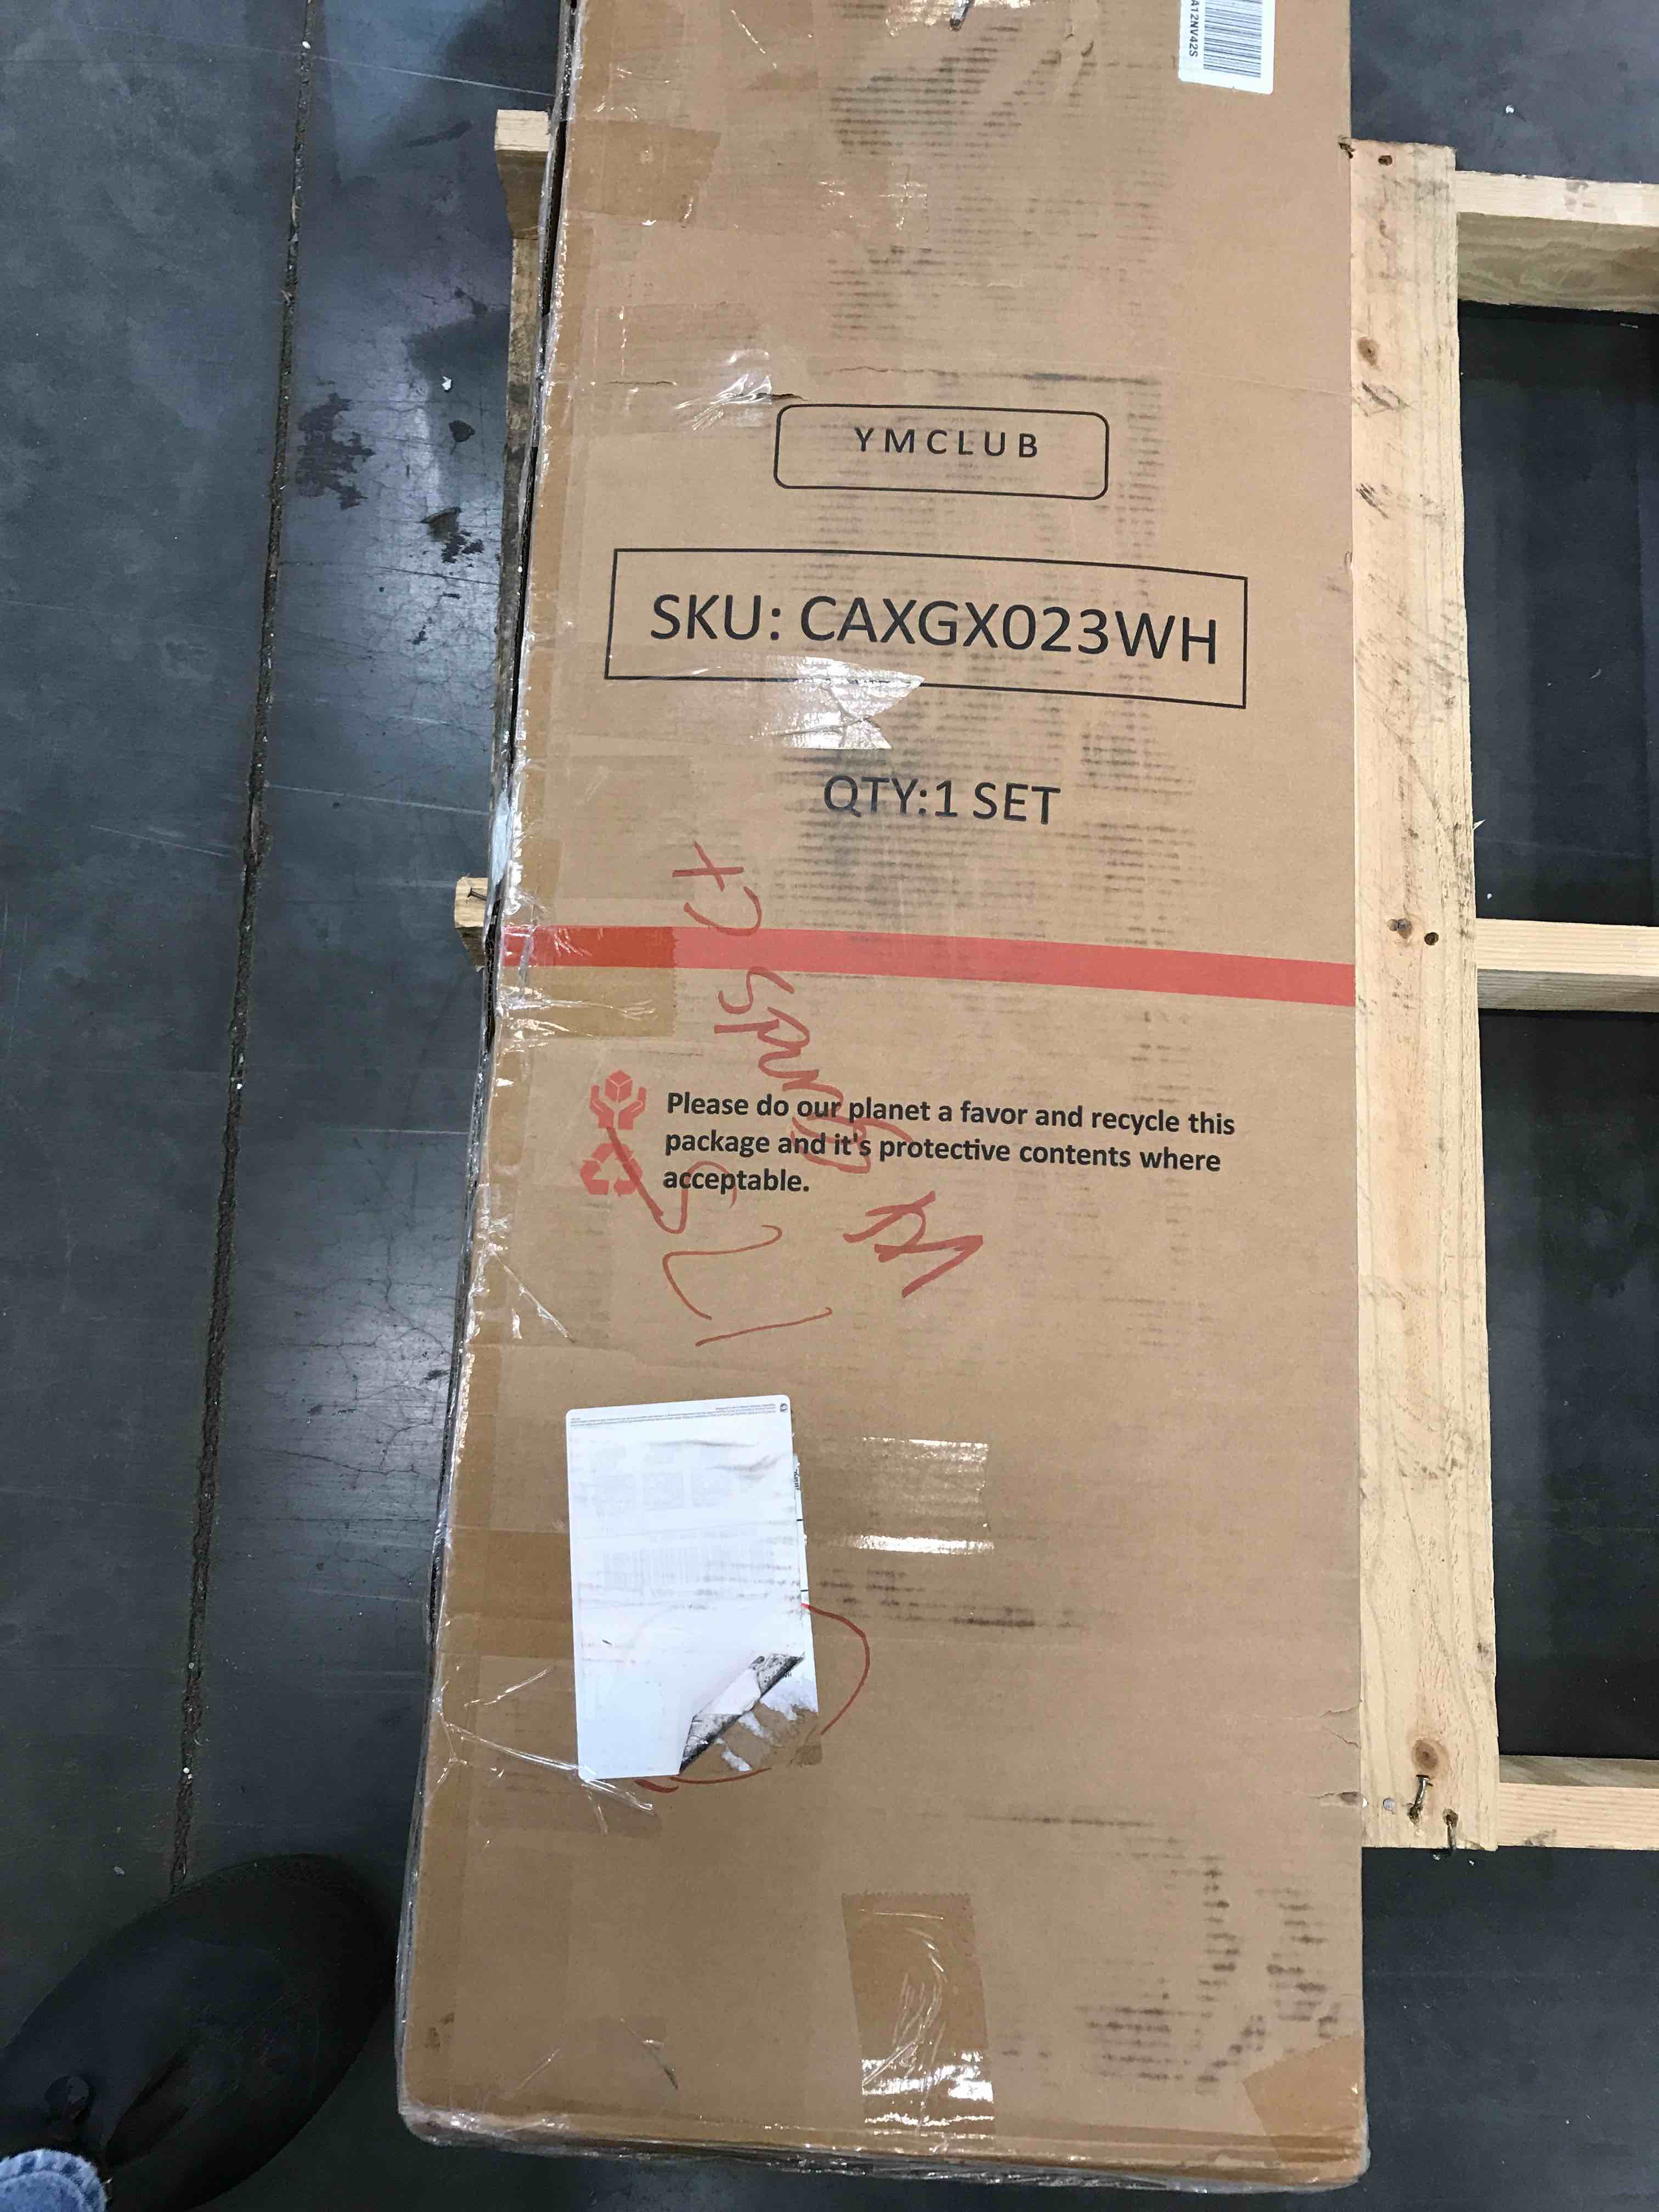 A12NV42S
YMCLUB
SKU: CAXGX023WH
QTY:1 SET
Please do our planet a favor and recycle this
package and it's protective contents where
acceptable.